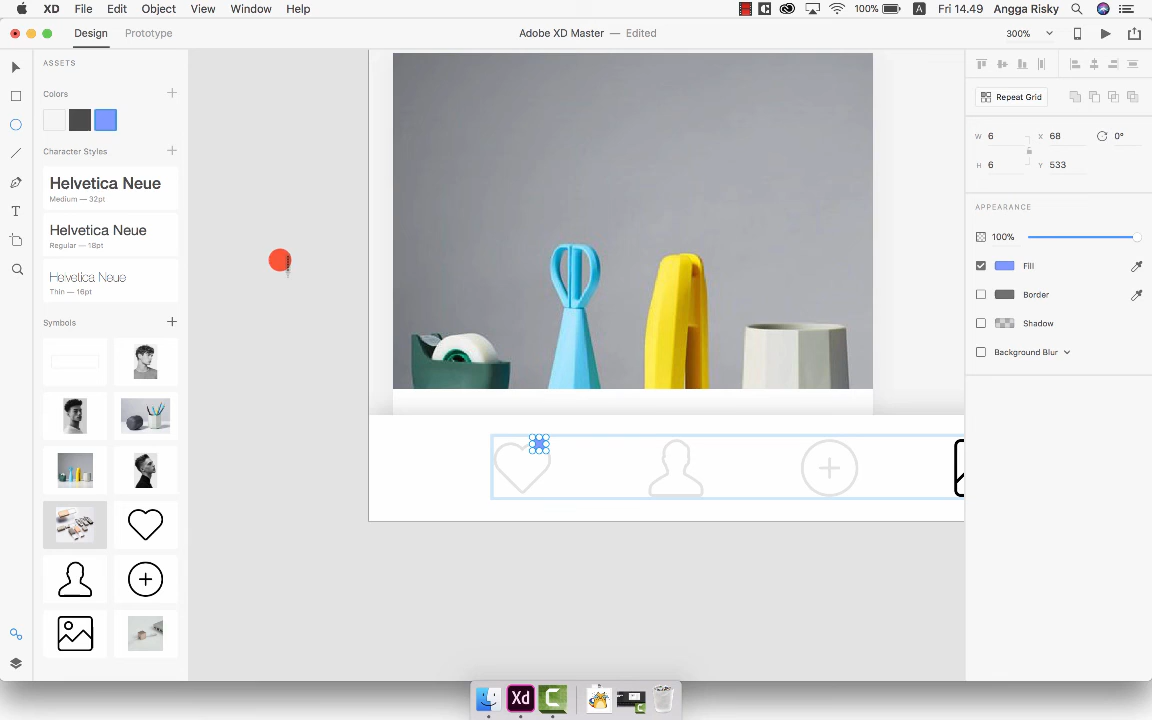 XD File Edit Object View Window Help
100% A Fri 14.49 Angga Risky
Design Prototype
Adobe XD Master — Edited
300%
ASSETS
Colors
Character Styles
Helvetica Neue
Medium — 32pt
Helvetica Neue
Regular — 18pt
Helvetica Neue
Thin — 16pt
Symbols
T
Repeat Grid
W 6 X 68 0°
H 6 Y 533
APPEARANCE
100%
Fill
Border
Shadow
Background Blur
Xd
C